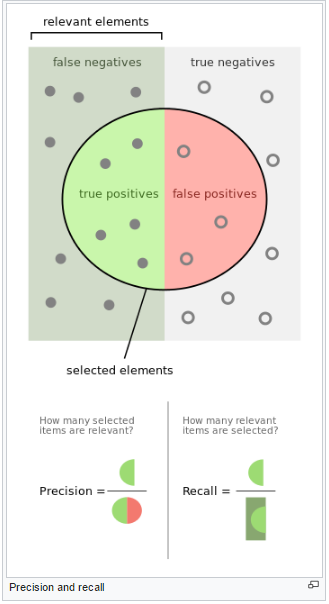 relevant elements
false negatives
true negatives
true positives
false positives
selected elements
How many selected
items are relevant?
How many relevant
items are selected?
Precision =
Recall =
Precision and recall